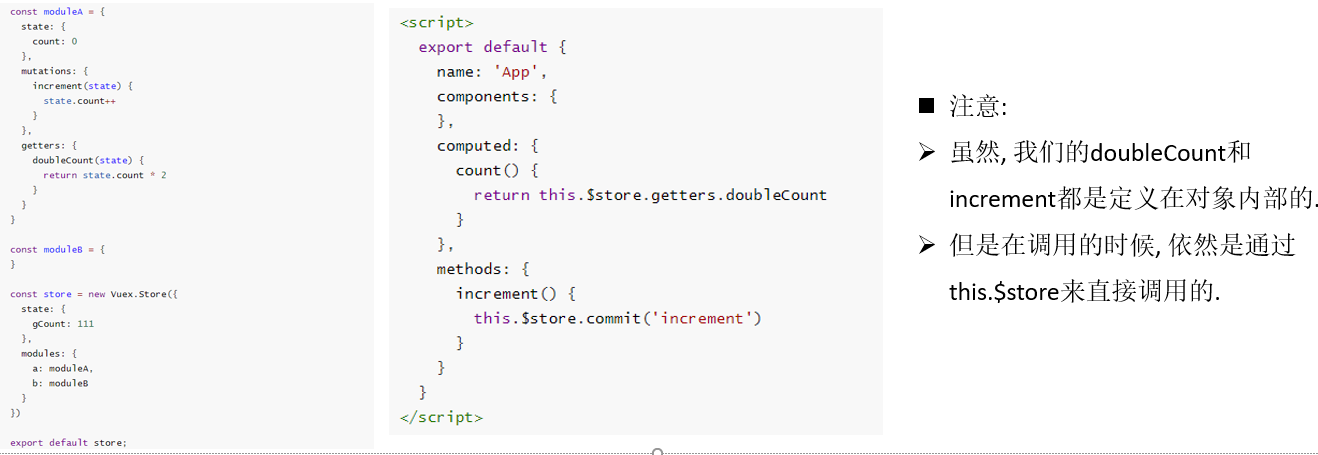 const moduleA = {
  state: {
    count: 0
  },
  mutations: {
    increment(state) {
      state.count++
    }
  },
  getters: {
    doubleCount(state) {
      return state.count * 2
    }
  }
}

const moduleB = {
}

const store = new Vuex.Store({
  state: {
    gCount: 111
  },
  modules: {
    a: moduleA,
    b: moduleB
  }
})

export default store;
<script>
  export default {
    name: 'App',
    components: {
    },
    computed: {
      count() {
        return this.$store.getters.doubleCount
      }
    },
    methods: {
      increment() {
        this.$store.commit('increment')
      }
    }
  }
</script>
■ 注意:
➢ 虽然, 我们的doubleCount和
increment都是定义在对象内部的.
➢ 但是在调用的时候, 依然是通过
this.$store来直接调用的.